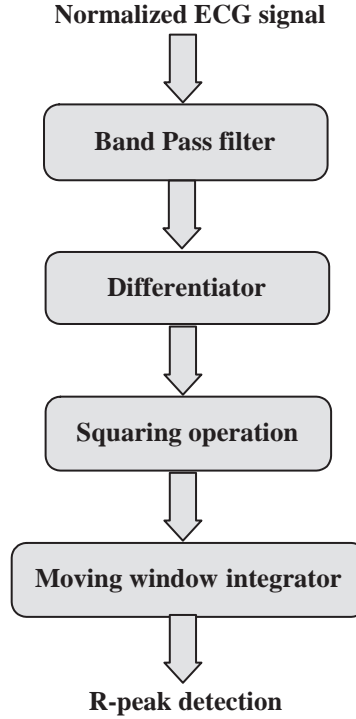 Normalized ECG signal
Band Pass filter
Differentiator
Squaring operation
Moving window integrator
R-peak detection